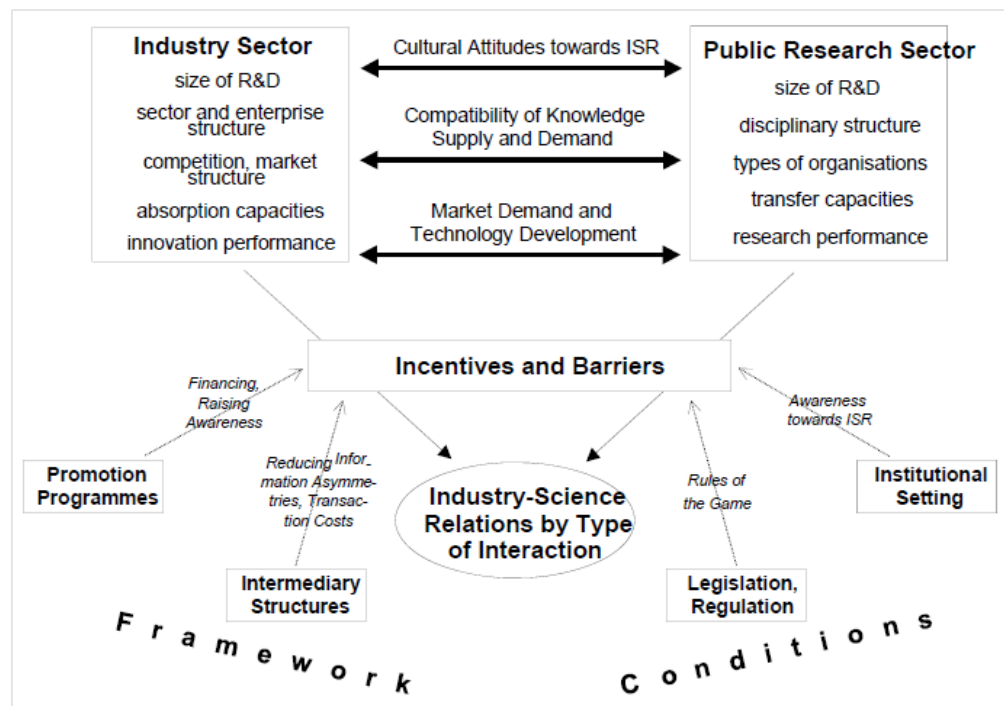 Industry Sector
size of R&D
sector and enterprise
structure
competition, market
structure
absorption capacities
innovation performance
Cultural Attitudes towards ISR
Compatibility of Knowledge
Supply and Demand
Market Demand and
Technology Development
Public Research Sector
size of R&D
disciplinary structure
types of organisations
transfer capacities
research performance
Incentives and Barriers
Financing,
Raising
Awareness
Promotion
Programmes
Reducing Infor-
mation Asymme-
tries, Transac-
tion Costs
Intermediary
Structures
Industry-Science
Relations by Type
of Interaction
Rules of
the Game
Legislation,
Regulation
Awareness
towards ISR
Institutional
Setting
Framework
Conditions